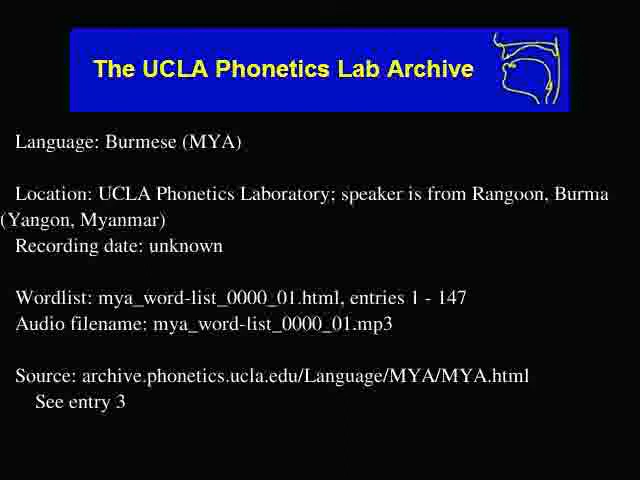 The UCLA Phonetics Lab Archive
Language: Burmese (MYA)
Location: UCLA Phonetics Laboratory; speaker is from Rangoon, Burma
(Yangon, Myanmar)
Recording date: unknown
Wordlist: mya_word-list_0000_01.html, entries 1 - 147
Audio filename: mya_word-list_0000_01.mp3
Source: archive.phonetics.ucla.edu/Language/MYA/MYA.html
See entry 3